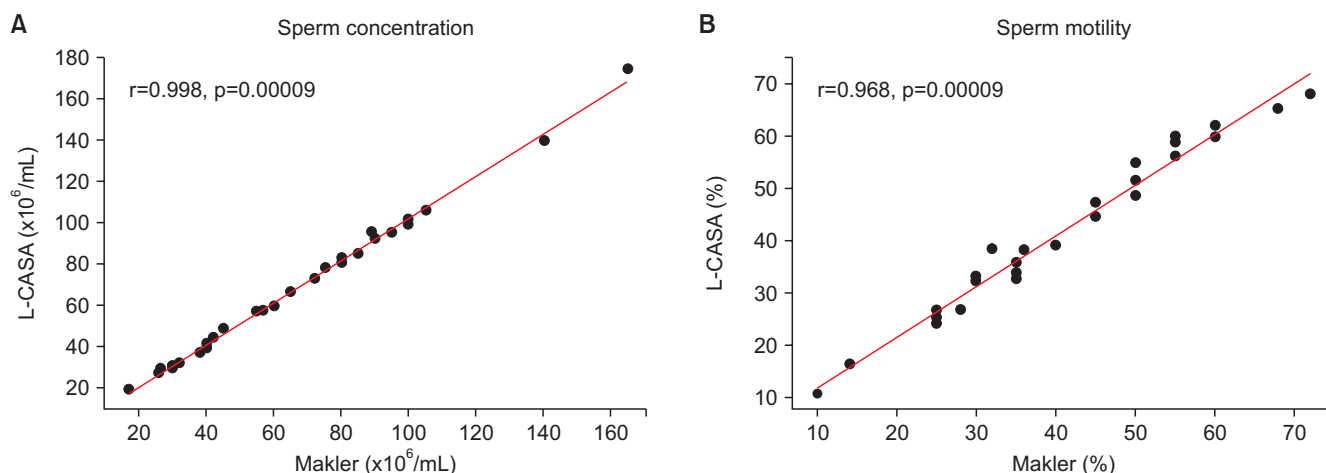 A
Sperm concentration
r=0.998, p=0.00009
L-CASA (x10⁶/mL)
180
160
140
120
100
80
60
40
20
20 40 60 80 100 120 140 160
Makler (x10⁶/mL)
B
Sperm motility
r=0.968, p=0.00009
L-CASA (%)
70
60
50
40
30
20
10
10 20 30 40 50 60 70
Makler (%)